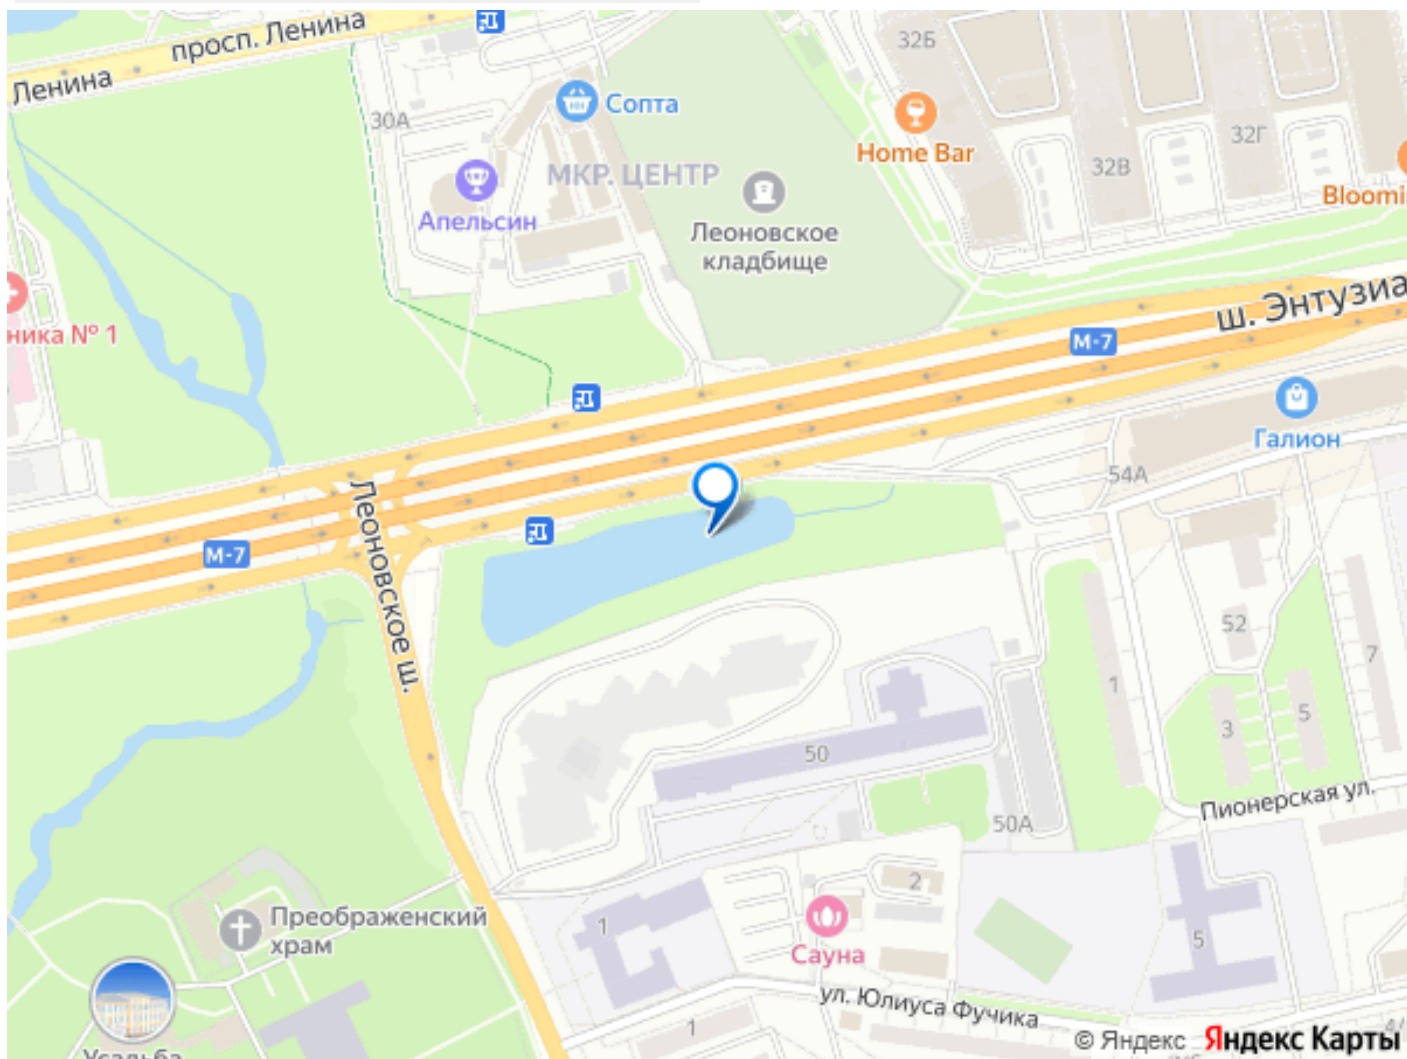 просп. Ленина
Ленина
32Б
30А
Сопта
Home Bar
32Г
32В
МКР. ЦЕНТР
Апельсин
Леоновское
кладбище
Bloomi
ника № 1
ш. Энтузиа
М-7
Галион
54А
М-7
Леоновское ш.
52
7
1
3
5
50
Пионерская ул.
50А
2
Преображенский
храм
1
Сауна
5
ул. Юлиуса Фучика
1
Усадьба
© Яндекс Яндекс Карты